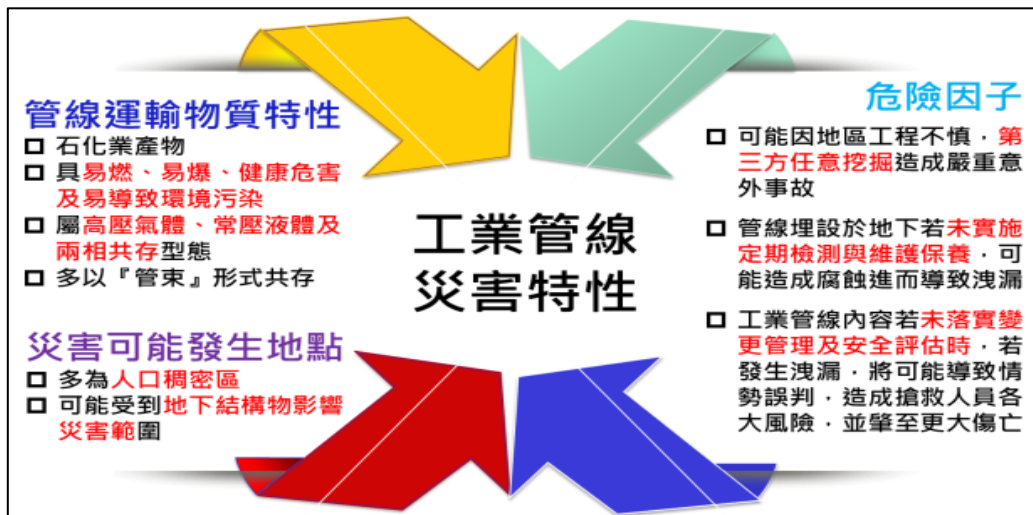 管線運輸物質特性
石化業產物
具易燃、易爆、健康危害
及易導致環境污染
屬高壓氣體、常壓液體及
兩相共存型態
多以『管束』形式共存
災害可能發生地點
多為人口稠密區
可能受到地下結構物影響
災害範圍
工業管線
災害特性
危險因子
可能因地區工程不慎，第
三方任意挖掘造成嚴重意
外事故
管線埋設於地下若未實施
定期檢測與維護保養，可
能造成腐蝕進而導致洩漏
工業管線內容若未落實變
更管理及安全評估時，若
發生洩漏，將可能導致情
勢誤判，造成搶救人員各
大風險，並肇至更大傷亡